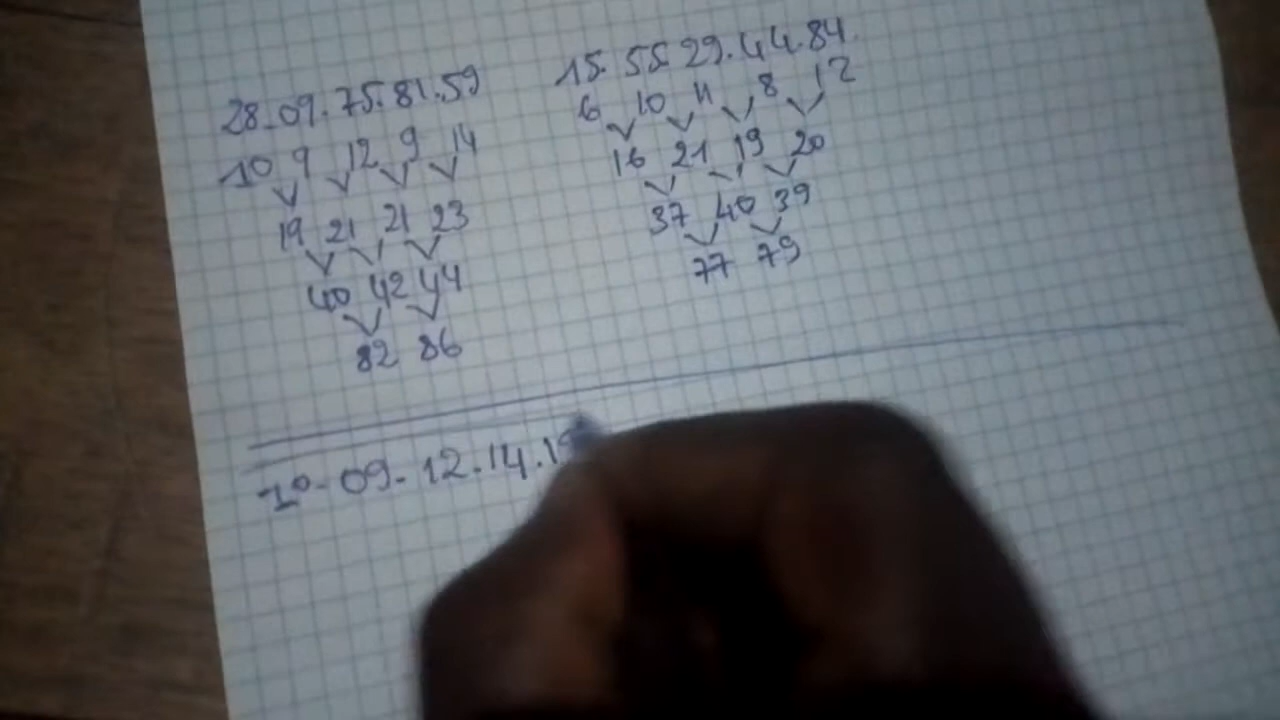 28-09.75.81.59
10 9 12 9 14
19 21 21 23
40 42 44
82 86
15.55.29.44.84.
6 10 11 8 12
16 21 19 20
37 40 39
77 79
10-09-12.14.19